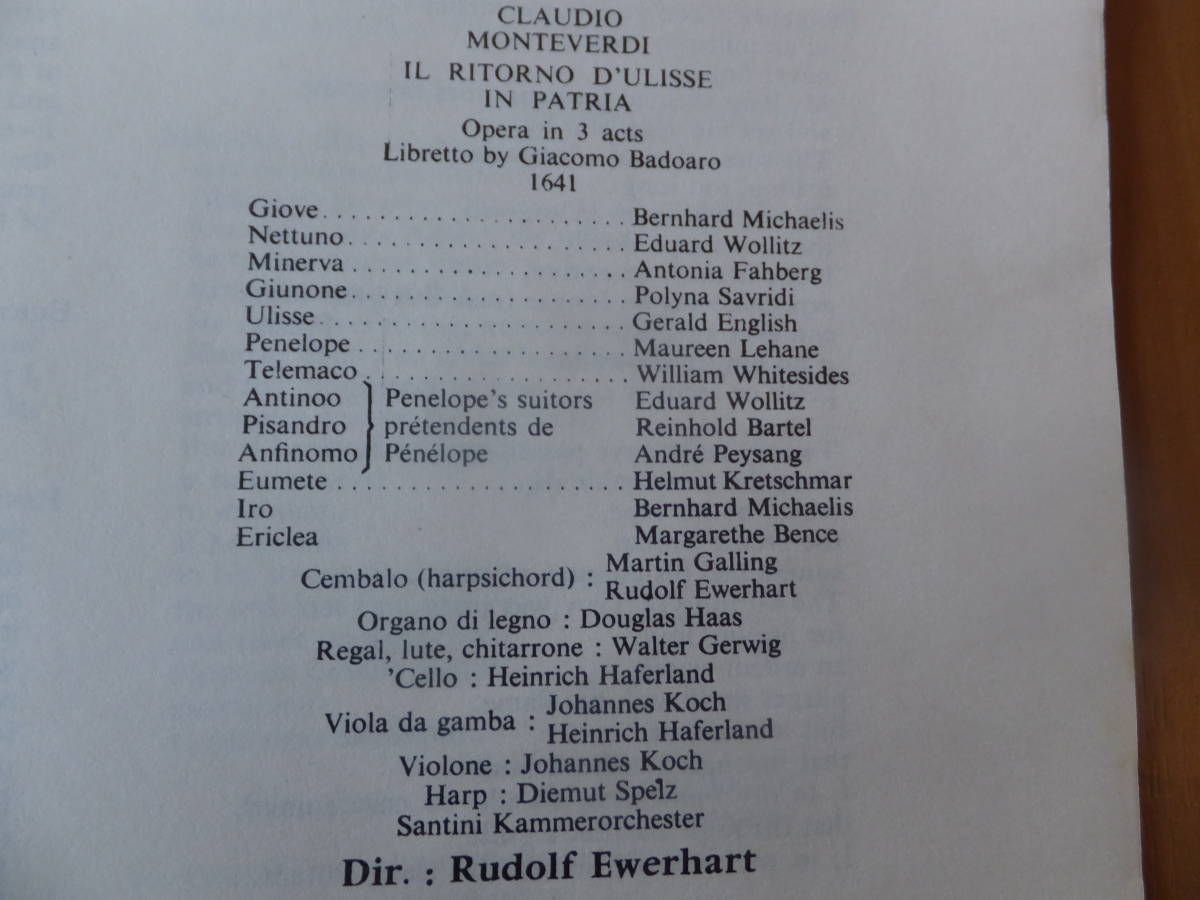 CLAUDIO
MONTEVERDI
IL RITORNO D'ULISSE
IN PATRIA
Opera in 3 acts
Libretto by Giacomo Badoaro
1641
Giove..................... Bernhard Michaelis
Nettuno................... Eduard Wollitz
Minerva................... Antonia Fahberg
Giunone................... Polyna Savridi
Ulisse..................... Gerald English
Penelope.................. Maureen Lehane
Telemaco.................. William Whitesides
Antinoo } Penelope's suitors Eduard Wollitz
Pisandro } prétendents de Reinhold Bartel
Anfinomo } Pénélope André Peysang
Eumete.................... Helmut Kretschmar
Iro Bernhard Michaelis
Ericlea Margarethe Bence
Cembalo (harpsichord) : Martin Galling
Rudolf Ewerhart
Organo di legno : Douglas Haas
Regal, lute, chitarrone : Walter Gerwig
'Cello : Heinrich Haferland
Viola da gamba : Johannes Koch
Heinrich Haferland
Violone : Johannes Koch
Harp : Diemut Spelz
Santini Kammerorchester
Dir. : Rudolf Ewerhart